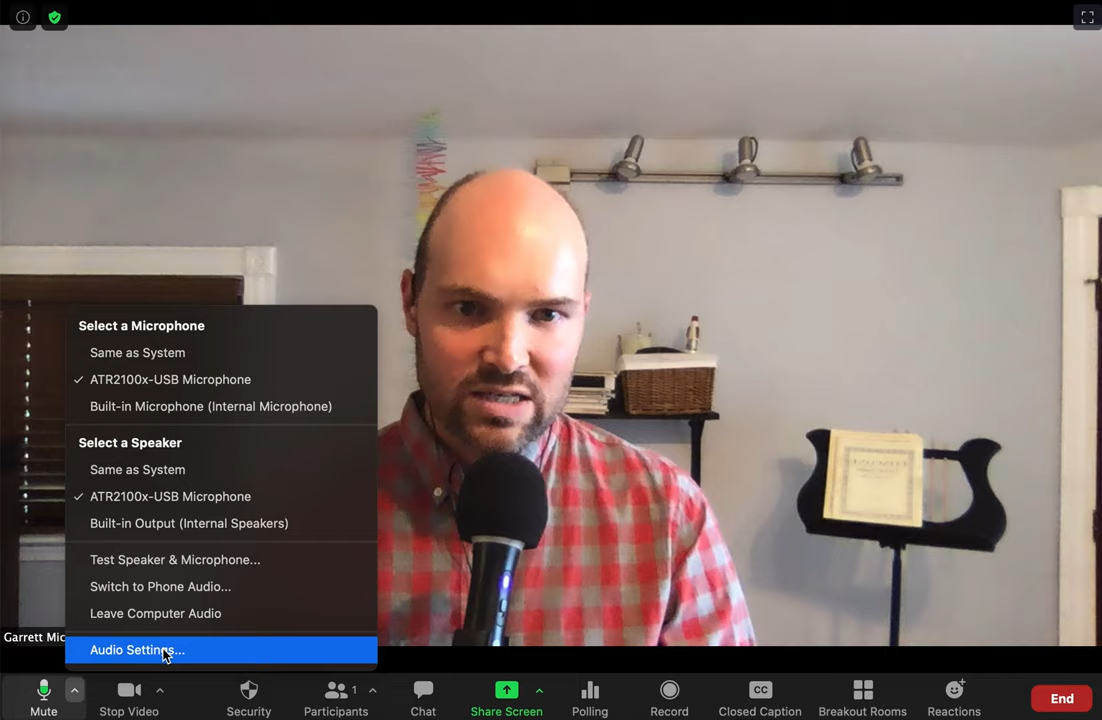 Select a Microphone
Same as System
ATR2100x-USB Microphone
Built-in Microphone (Internal Microphone)
Select a Speaker
Same as System
ATR2100x-USB Microphone
Built-in Output (Internal Speakers)
Test Speaker & Microphone...
Switch to Phone Audio...
Leave Computer Audio
Garrett Mic
Audio Settings...
Mute
Stop Video
Security
1
Participants
Chat
Share Screen
Polling
Record
CC
Closed Caption
Breakout Rooms
Reactions
End